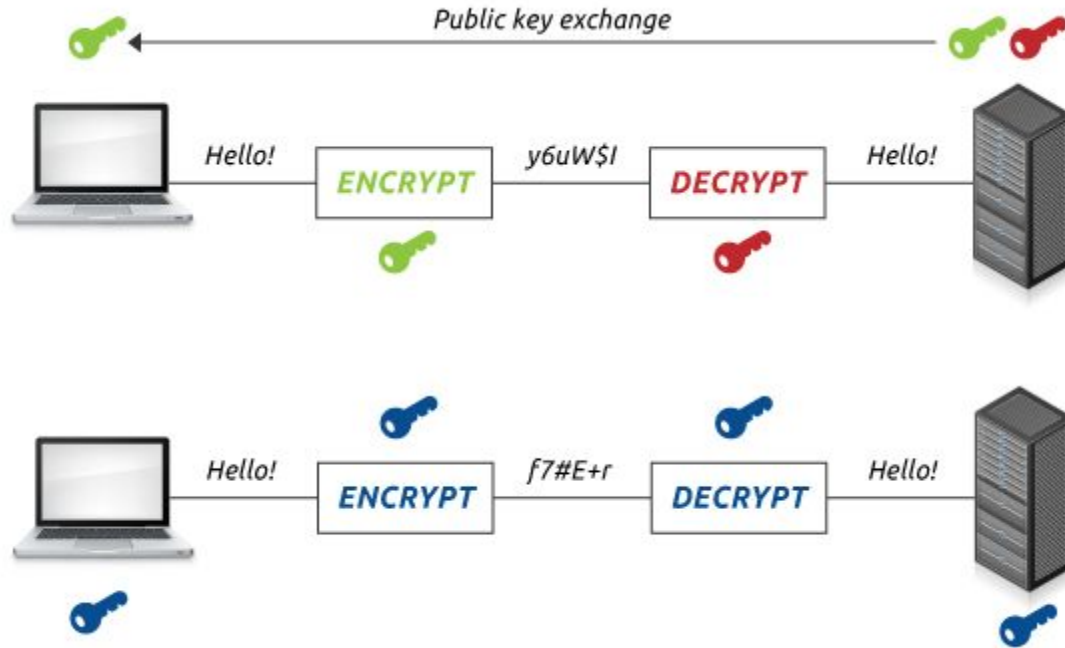 Public key exchange
Hello! ENCRYPT y6uW$I DECRYPT Hello!
Hello! ENCRYPT f7#E+r DECRYPT Hello!